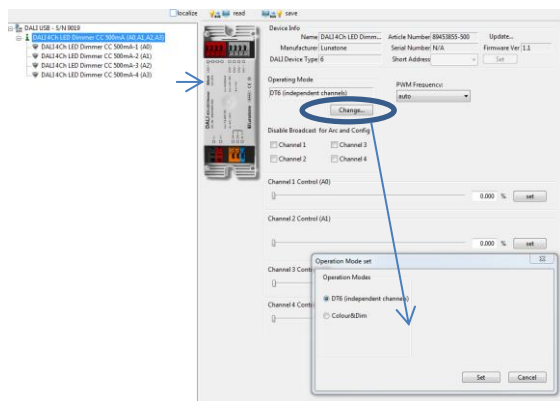 localize read save
DALI USB - S/N 9019
DALI 4Ch LED Dimmer CC 500mA (A0,A1,A2,A3)
DALI 4Ch LED Dimmer CC 500mA-1 (A0)
DALI 4Ch LED Dimmer CC 500mA-2 (A1)
DALI 4Ch LED Dimmer CC 500mA-3 (A2)
DALI 4Ch LED Dimmer CC 500mA-4 (A3)
Device Info
Name DALI 4Ch LED Dimm... Article Number 89453855-500 Update...
Manufacturer Lunatone Serial Number N/A Firmware Ver 1.1
DALI Device Type 6 Short Address Set
Operating Mode
DT6 (independent channels)
PWM Frequency:
auto
Change...
Disable Broadcast for Arc and Config
Channel 1 Channel 3
Channel 2 Channel 4
Channel 1 Control (A0)
0.000 % set
Channel 2 Control (A1)
0.000 % set
Channel 3 Cont
Channel 4 Cont
Operation Mode set
Operation Modes
DT6 (independent channels)
Colour&Dim
Set Cancel